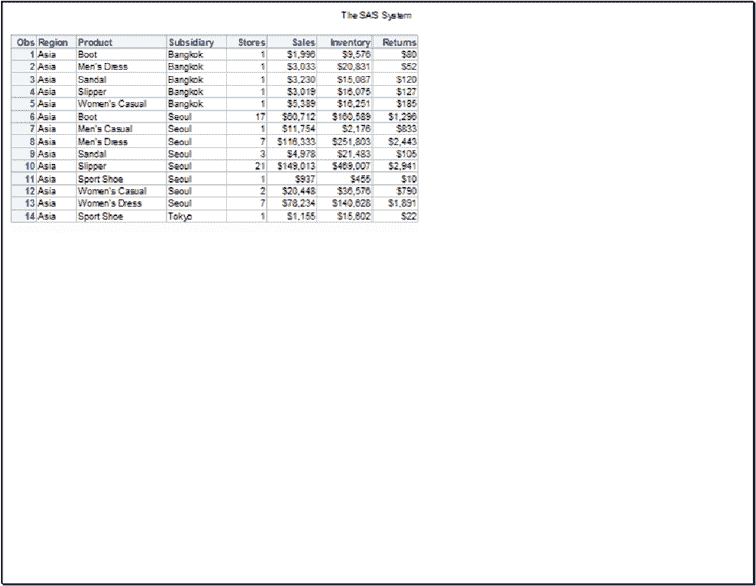 The SAS System
Obs Region Product Subsidiary Stores Sales Inventory Returns
1 Asia Boot Bangkok 1 $1,996 $9,576 $80
2 Asia Men's Dress Bangkok 1 $3,033 $20,831 $52
3 Asia Sandal Bangkok 1 $3,230 $15,087 $120
4 Asia Slipper Bangkok 1 $3,019 $16,075 $127
5 Asia Women's Casual Bangkok 1 $5,389 $16,251 $185
6 Asia Boot Seoul 17 $60,712 $160,589 $1,296
7 Asia Men's Casual Seoul 1 $11,754 $2,176 $833
8 Asia Men's Dress Seoul 7 $116,333 $251,803 $2,443
9 Asia Sandal Seoul 3 $4,978 $21,483 $105
10 Asia Slipper Seoul 21 $149,013 $469,007 $2,941
11 Asia Sport Shoe Seoul 1 $937 $455 $10
12 Asia Women's Casual Seoul 2 $20,448 $36,576 $790
13 Asia Women's Dress Seoul 7 $78,234 $140,628 $1,891
14 Asia Sport Shoe Tokyo 1 $1,155 $15,602 $22